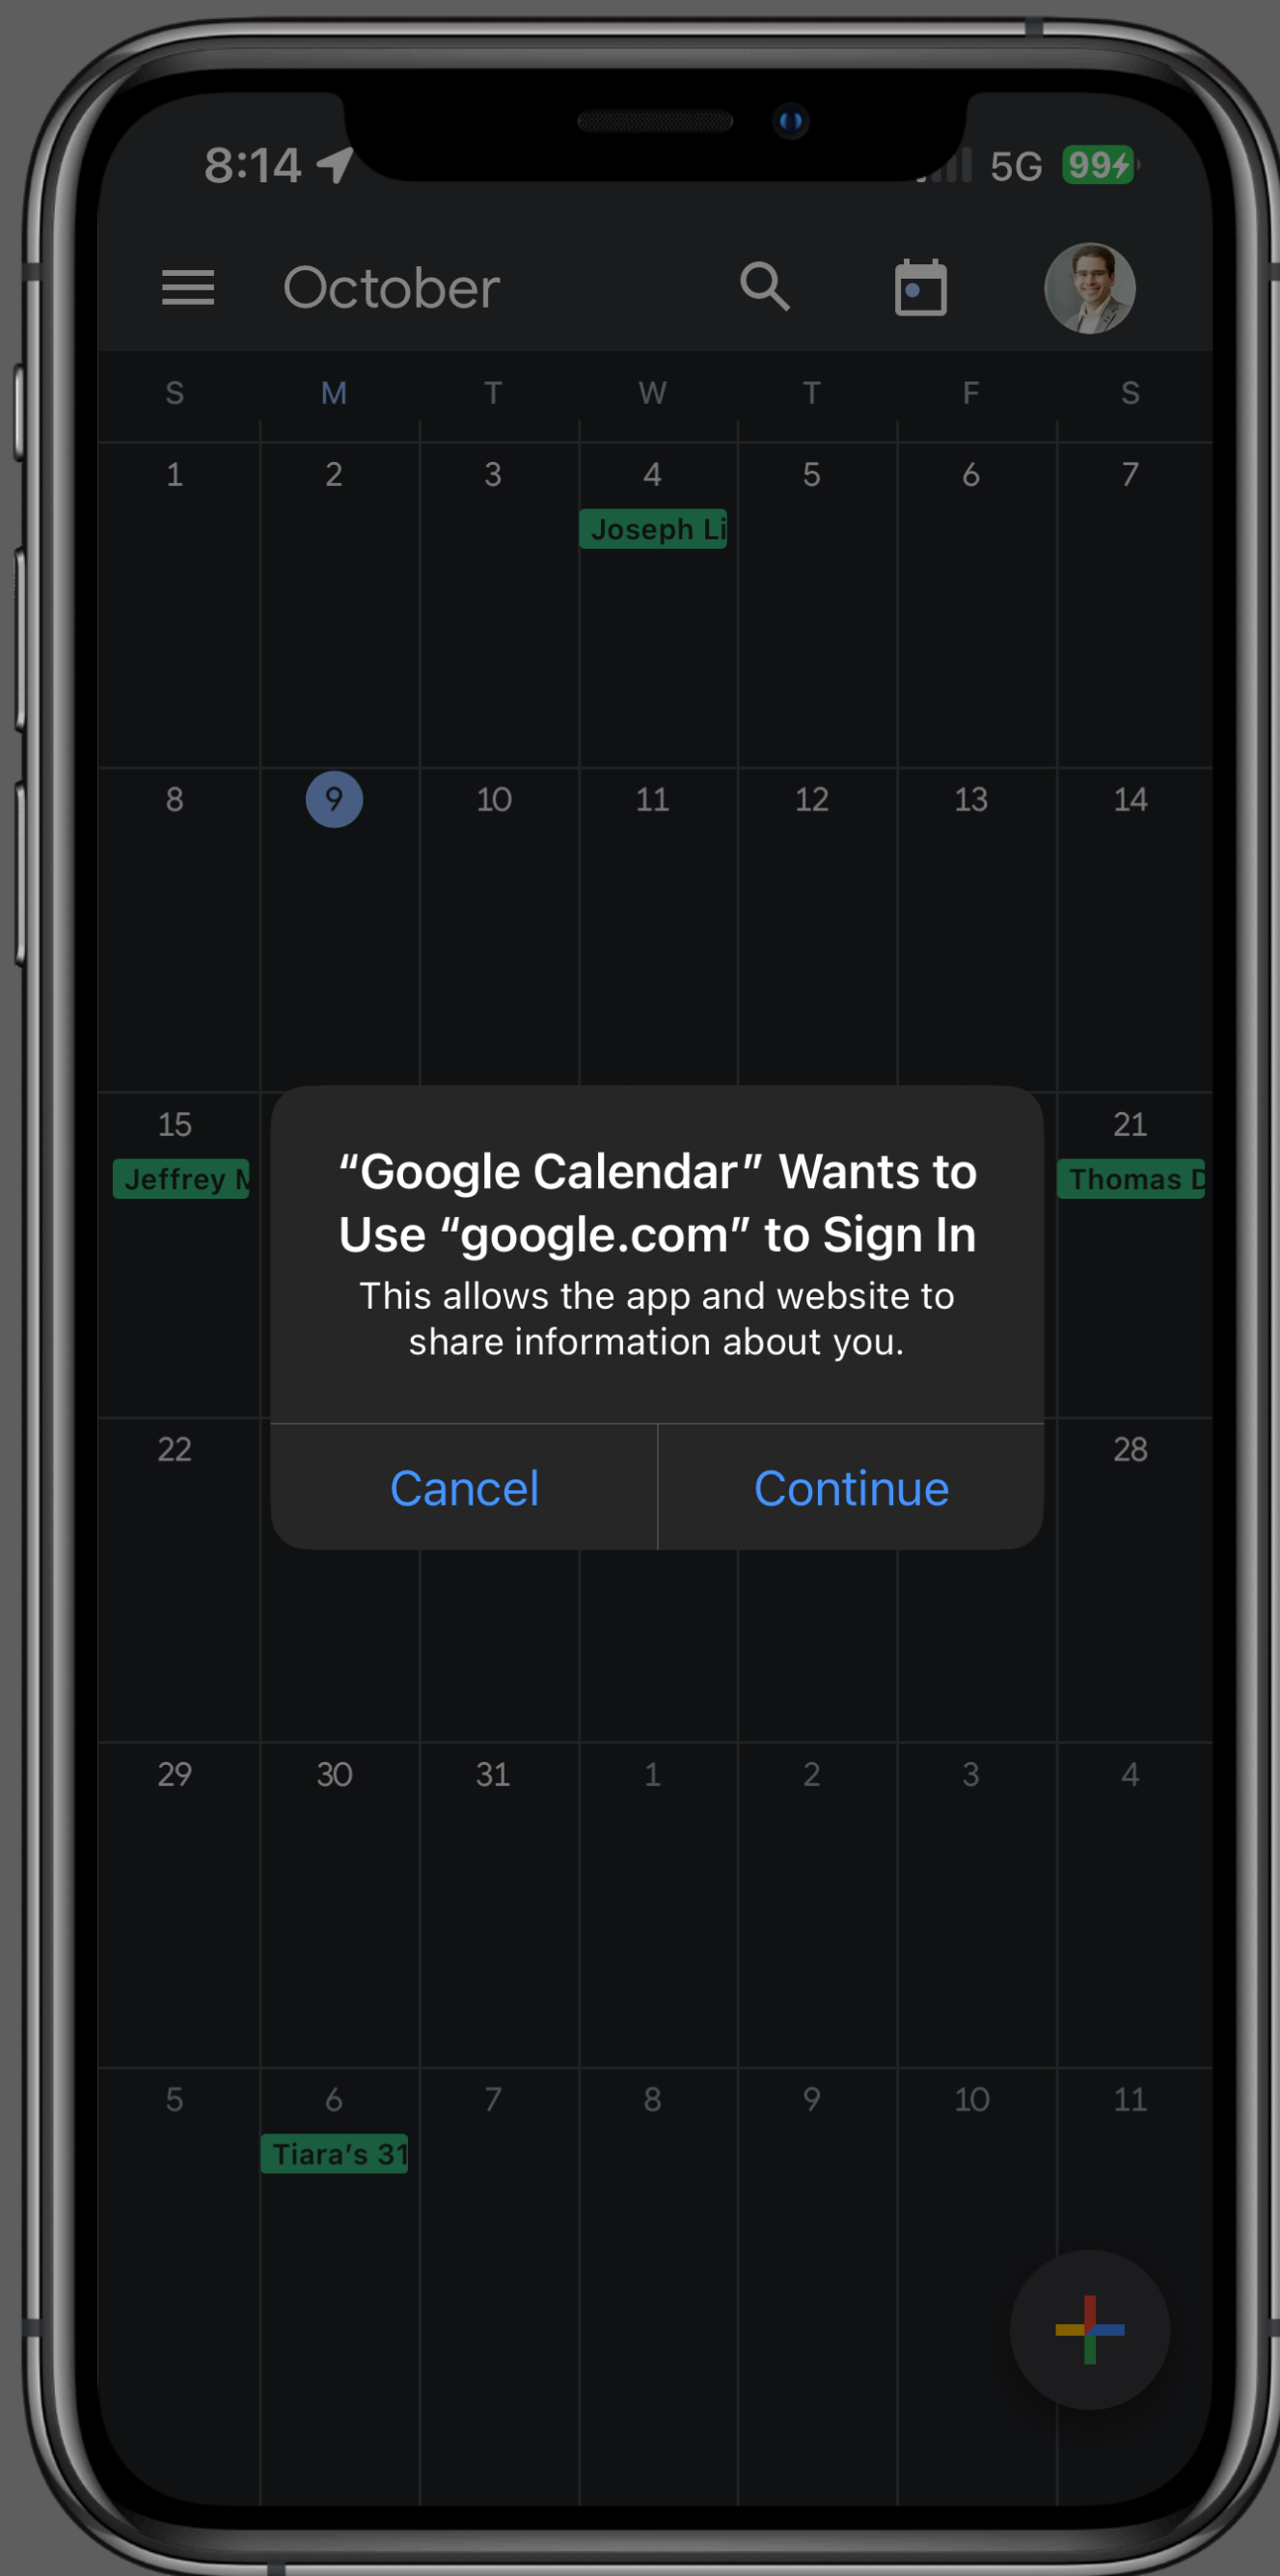 8:14 5G 99
October
S M T W T F S
1 2 3 4 5 6 7
Joseph Li
8 9 10 11 12 13 14
15 21
Jeffrey M Thomas D
“Google Calendar” Wants to
Use “google.com” to Sign In
This allows the app and website to
share information about you.
22 28
Cancel Continue
29 30 31 1 2 3 4
5 6 7 8 9 10 11
Tiara’s 31